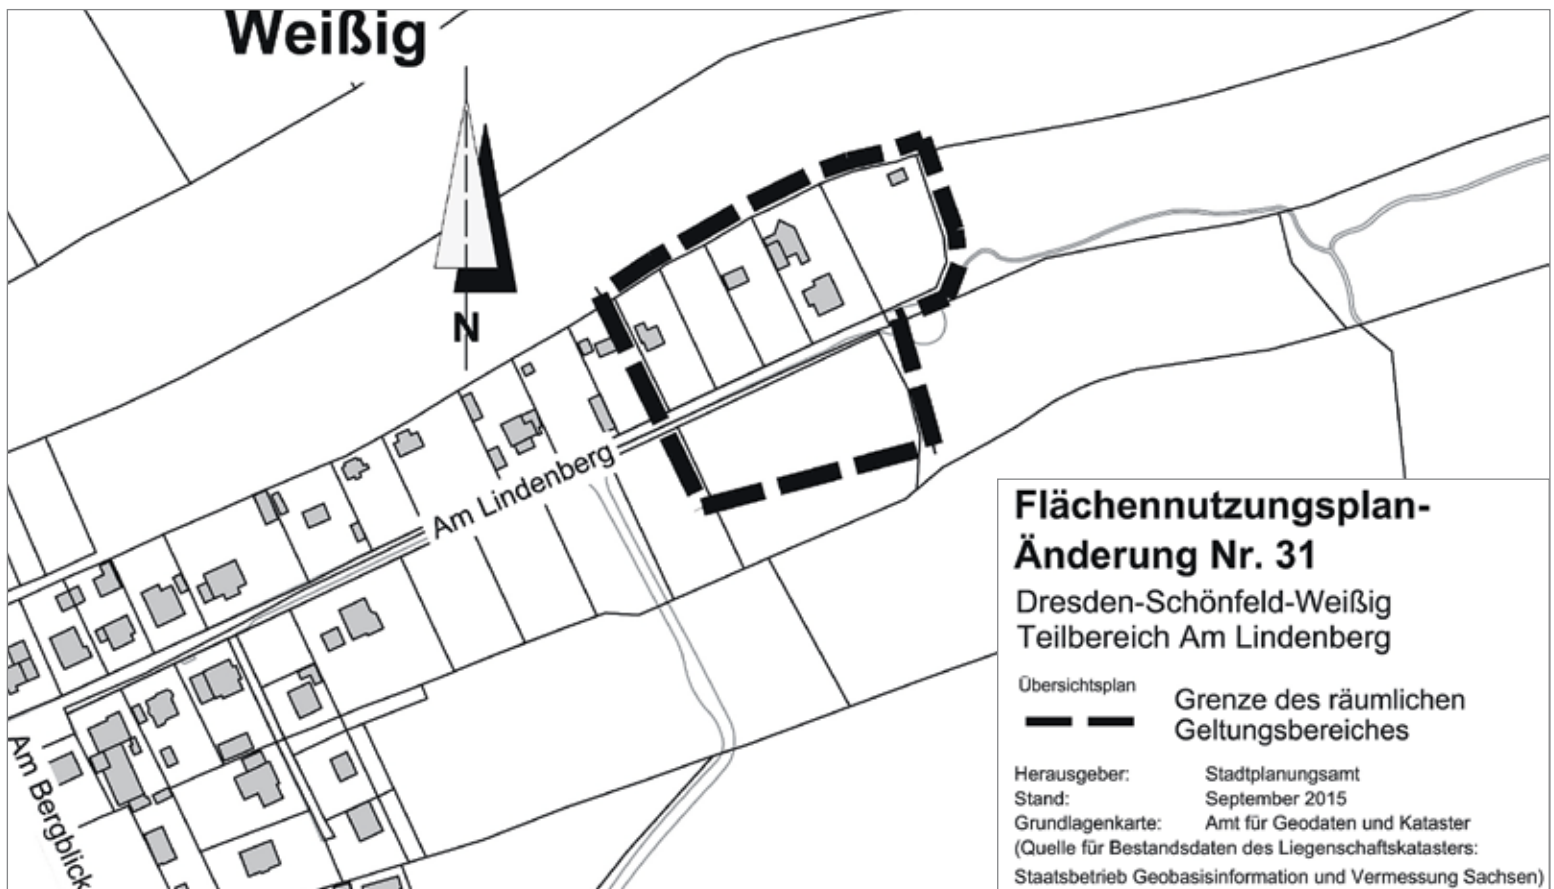 Weißig
N
Am Lindenberg
Am Bergblick
Flächennutzungsplan-
Änderung Nr. 31
Dresden-Schönfeld-Weißig
Teilbereich Am Lindenberg
Übersichtsplan
Grenze des räumlichen
Geltungsbereiches
Herausgeber: Stadtplanungsamt
Stand: September 2015
Grundlagenkarte: Amt für Geodaten und Kataster
(Quelle für Bestandsdaten des Liegenschaftskatasters:
Staatsbetrieb Geobasisinformation und Vermessung Sachsen)